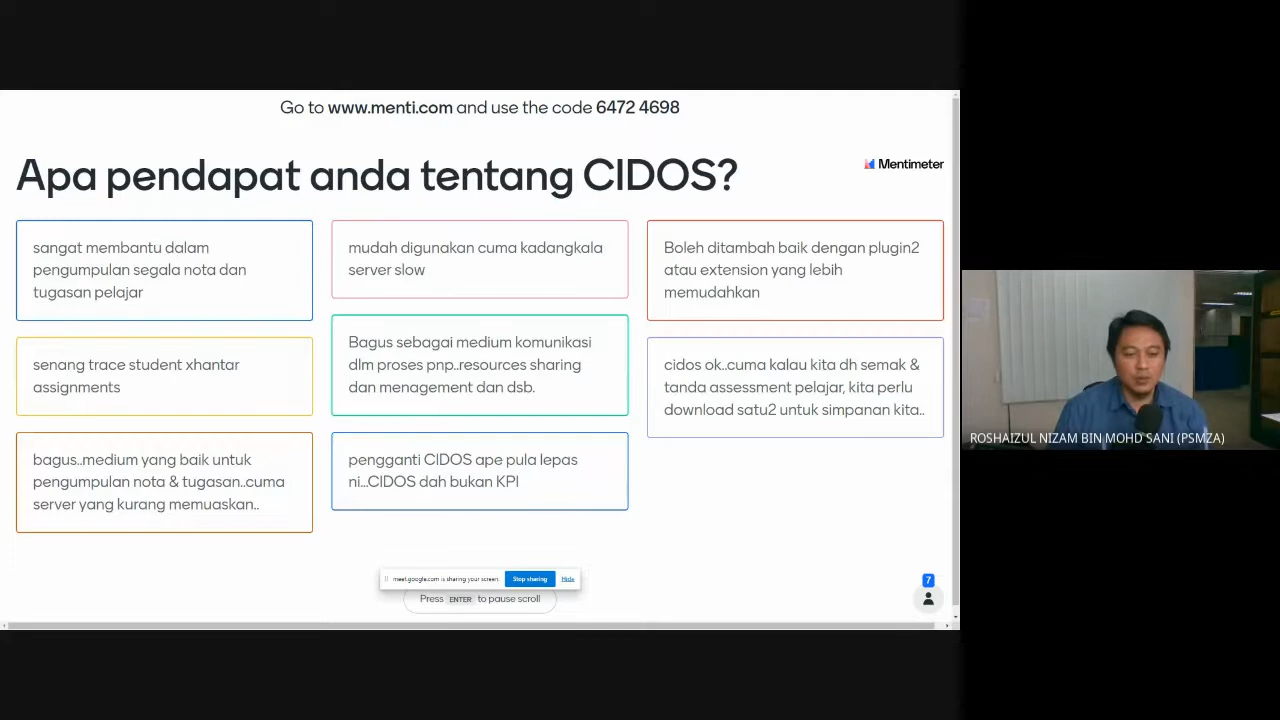 Go to www.menti.com and use the code 6472 4698
Apa pendapat anda tentang CIDOS?
Mentimeter
sangat membantu dalam
pengumpulan segala nota dan
tugasan pelajar
senang trace student xhantar
assignments
bagus..medium yang baik untuk
pengumpulan nota & tugasan..cuma
server yang kurang memuaskan..
mudah digunakan cuma kadangkala
server slow
Bagus sebagai medium komunikasi
dlm proses pnp..resources sharing
dan menagement dan dsb.
pengganti CIDOS ape pula lepas
ni...CIDOS dah bukan KPI
Boleh ditambah baik dengan plugin2
atau extension yang lebih
memudahkan
cidos ok..cuma kalau kita dh semak &
tanda assessment pelajar, kita perlu
download satu2 untuk simpanan kita..
meet.google.com is sharing your screen. Stop sharing Hide
Press ENTER to pause scroll
7
ROSHAIZUL NIZAM BIN MOHD SANI (PSMZA)